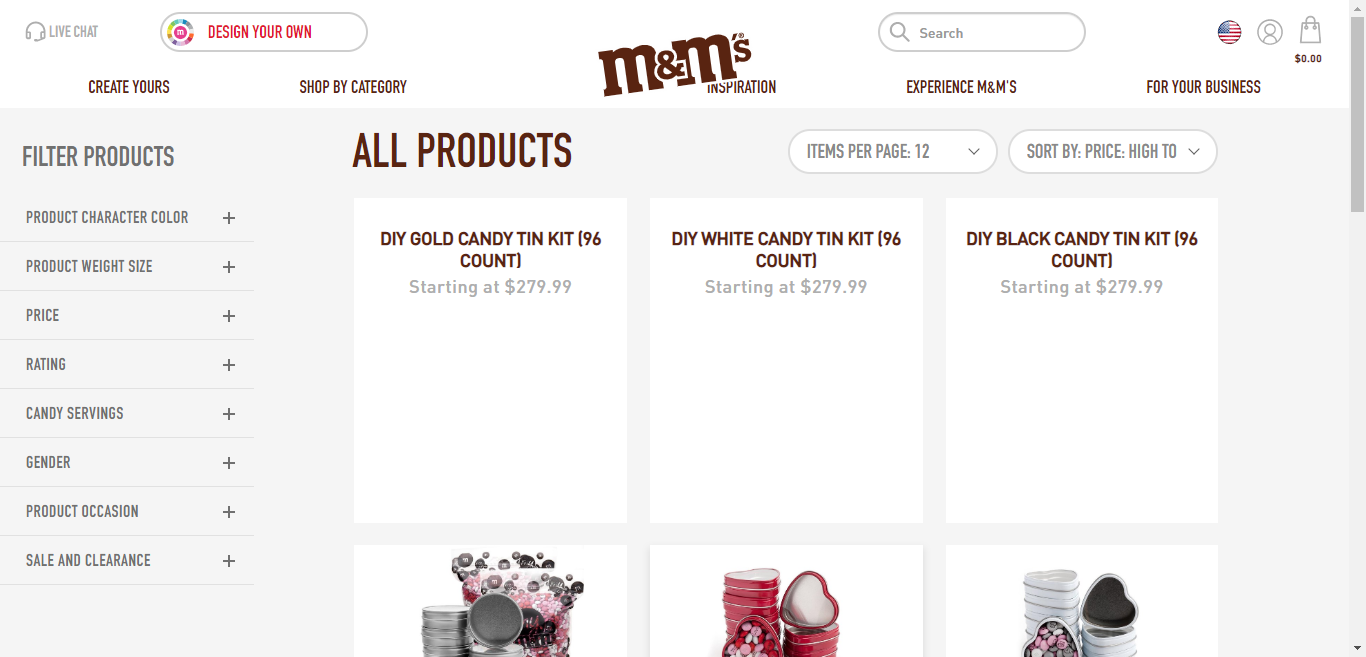 LIVE CHAT
DESIGN YOUR OWN
m&m's®
Search
$0.00
CREATE YOURS
SHOP BY CATEGORY
INSPIRATION
EXPERIENCE M&M'S
FOR YOUR BUSINESS
FILTER PRODUCTS
PRODUCT CHARACTER COLOR
PRODUCT WEIGHT SIZE
PRICE
RATING
CANDY SERVINGS
GENDER
PRODUCT OCCASION
SALE AND CLEARANCE
ALL PRODUCTS
ITEMS PER PAGE: 12
SORT BY: PRICE: HIGH TO
DIY GOLD CANDY TIN KIT (96
COUNT)
Starting at $279.99
DIY WHITE CANDY TIN KIT (96
COUNT)
Starting at $279.99
DIY BLACK CANDY TIN KIT (96
COUNT)
Starting at $279.99